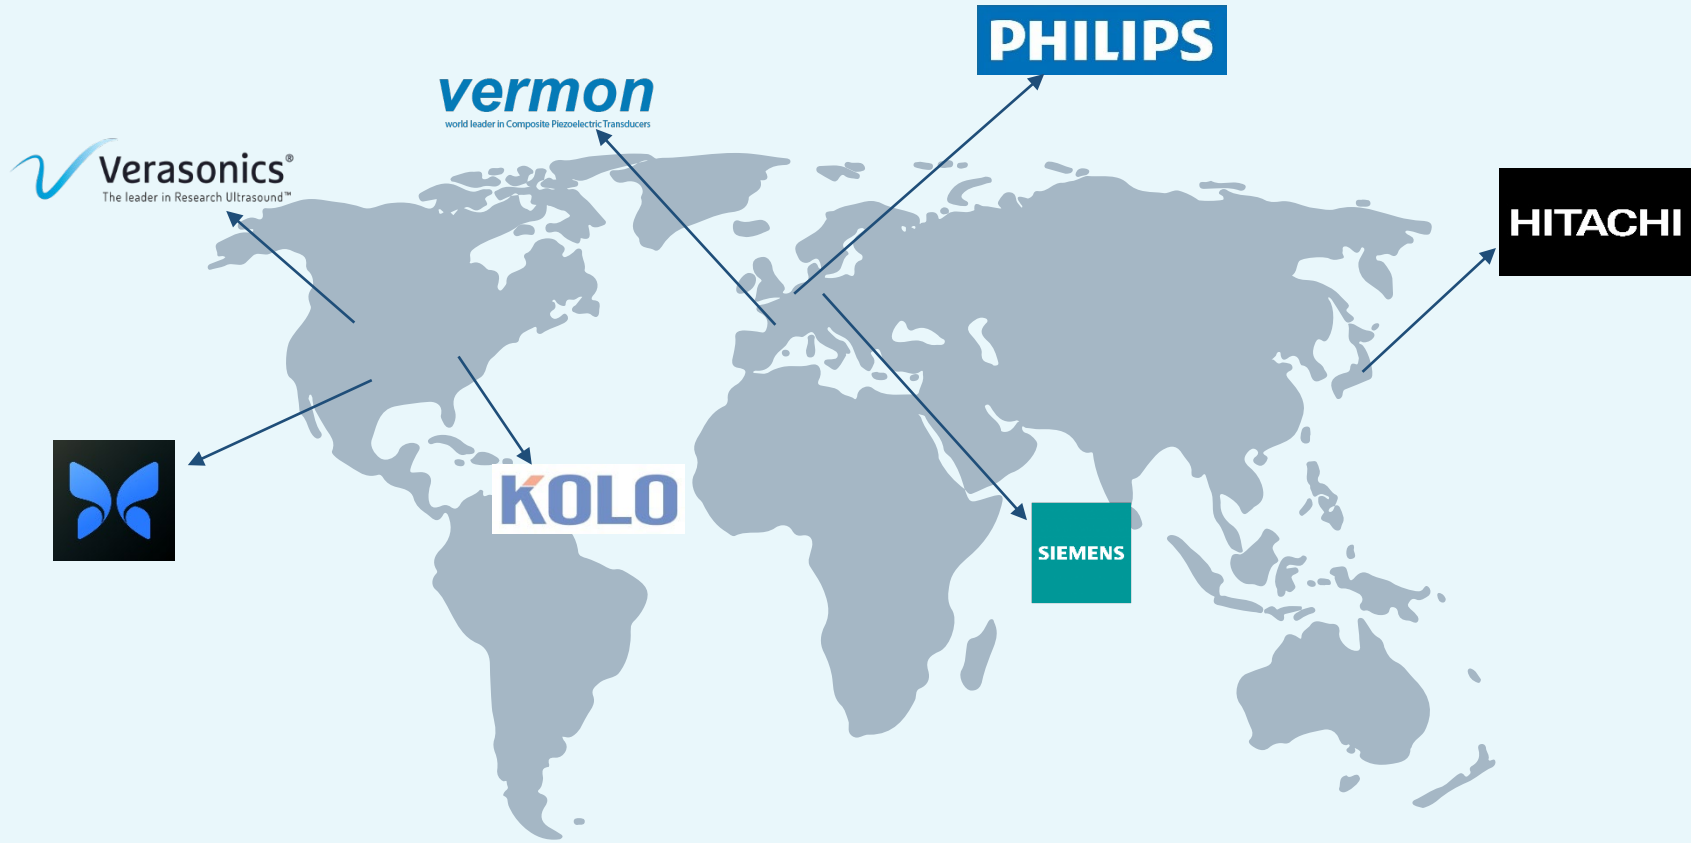 PHILIPS
vermon
world leader in Composite Piezoelectric Transducers
Verasonics®
The leader in Research Ultrasound™
HITACHI
KOLO
SIEMENS